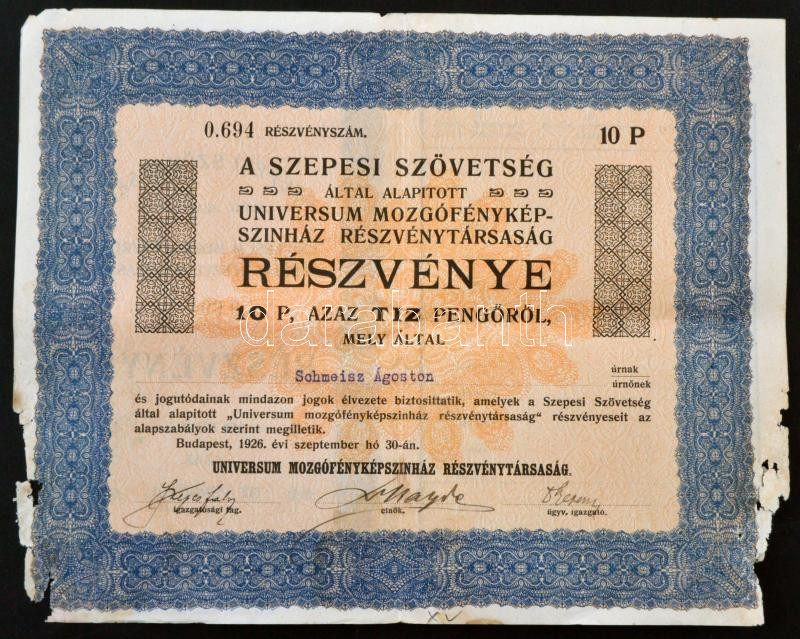 0.694 RÉSZVÉNYSZÁM. 10 P
A SZEPESI SZÖVETSÉG
ÁLTAL ALAPITOTT
UNIVERSUM MOZGÓFÉNYKÉP-
SZINHÁZ RÉSZVÉNYTÁRSASÁG
RÉSZVÉNYE
10 P, AZAZ TIZ PENGŐRŐL,
darabanth
MELY ÁLTAL
Schmeisz Ágoston
úrnak
úrnőnek
és jogutódainak mindazon jogok élvezete biztosittatik, amelyek a Szepesi Szövetség
által alapitott „Universum mozgófényképszinház részvénytársaság" részvényeseit az
alapszabályok szerint megilletik.
Budapest, 1926. évi szeptember hó 30-án.
UNIVERSUM MOZGÓFÉNYKÉPSZINHÁZ RÉSZVÉNYTÁRSASÁG.
igazgatósági tag. elnök. ügyv. igazgató.